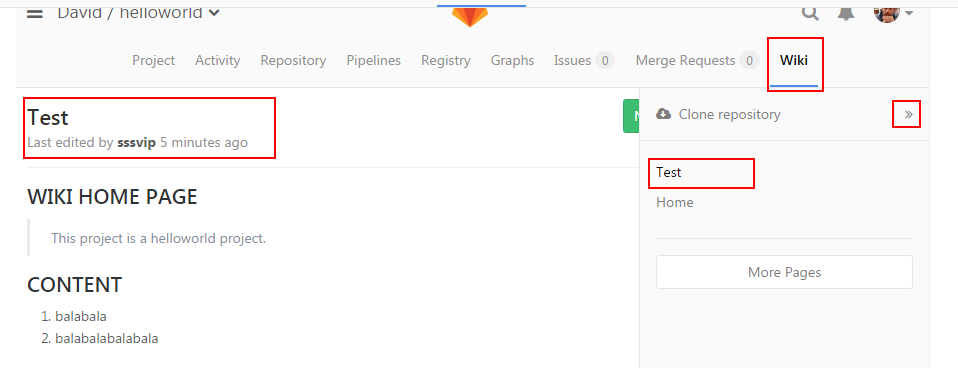 David / helloworld
Project Activity Repository Pipelines Registry Graphs Issues 0 Merge Requests 0 Wiki
Test
Last edited by sssvip 5 minutes ago
Clone repository »
WIKI HOME PAGE
This project is a helloworld project.
CONTENT
1. balabala
2. balabalabalabala
Test
Home
More Pages